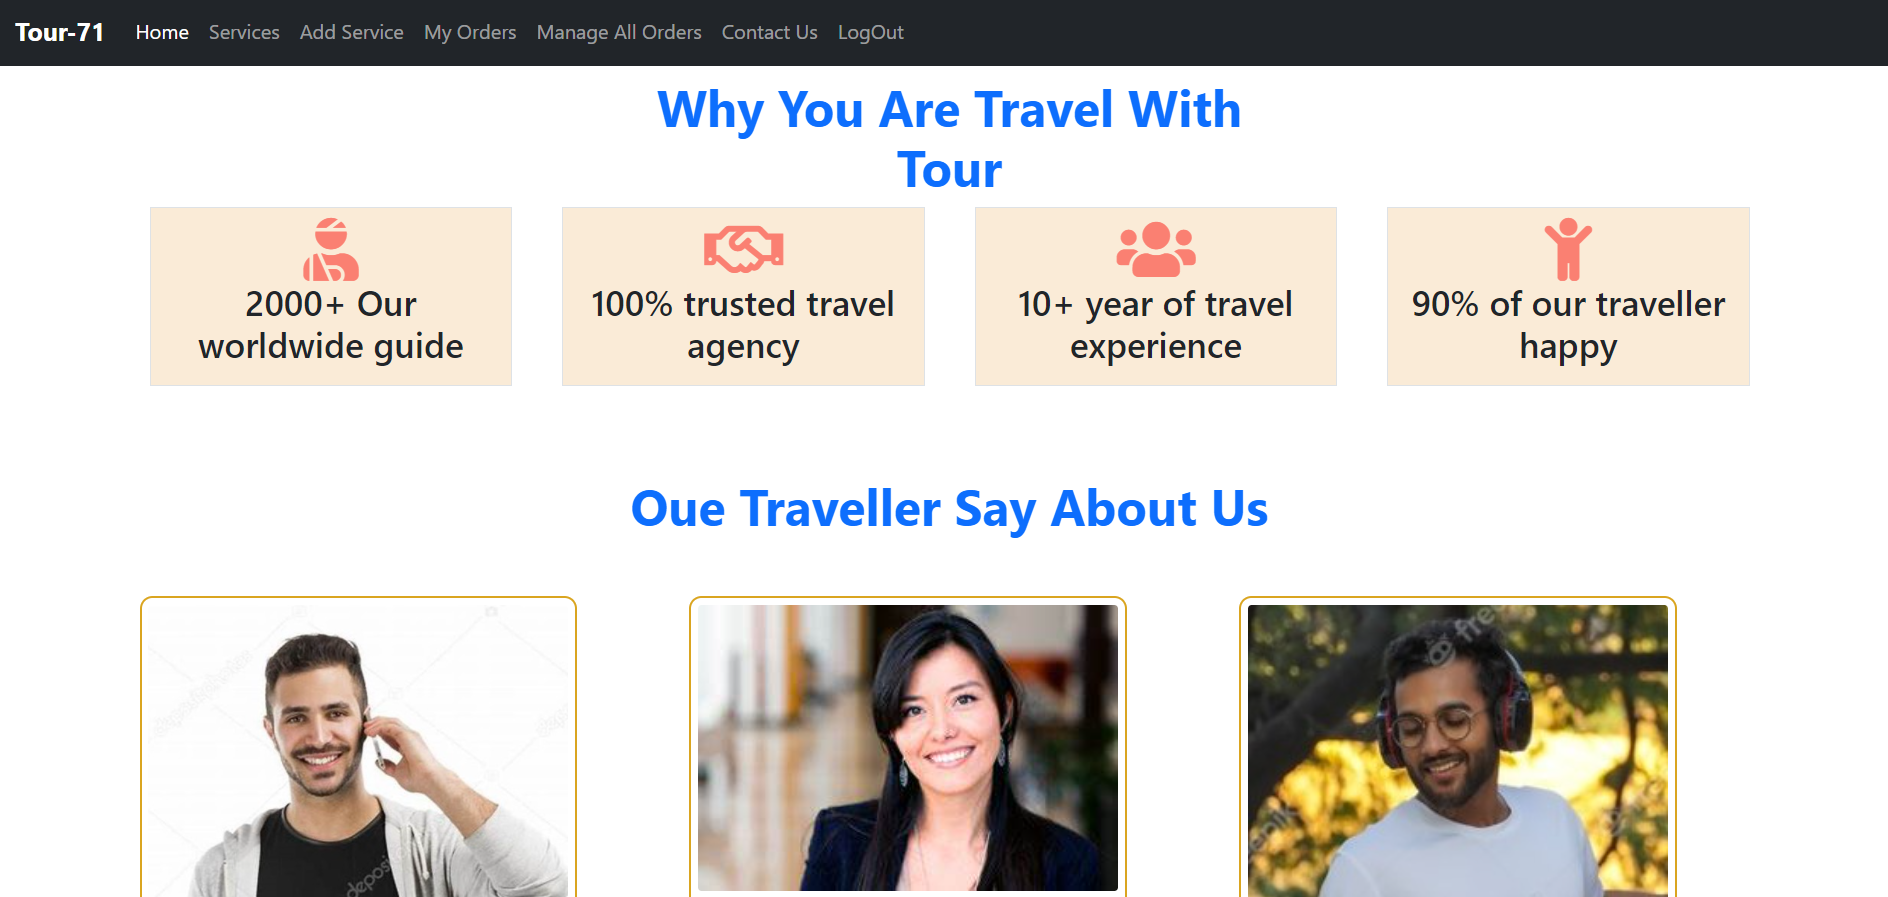 Tour-71 Home Services Add Service My Orders Manage All Orders Contact Us LogOut
Why You Are Travel With
Tour
2000+ Our
worldwide guide
100% trusted travel
agency
10+ year of travel
experience
90% of our traveller
happy
Oue Traveller Say About Us